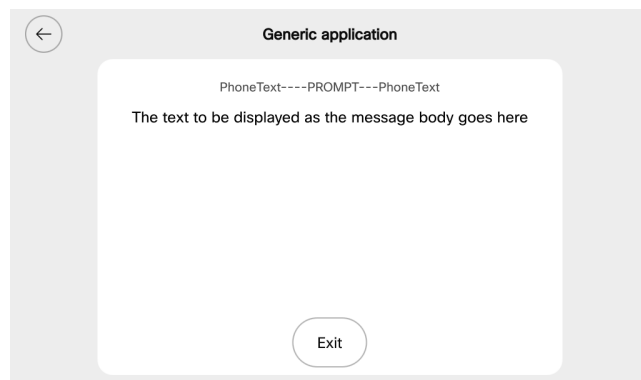 Generic application
PhoneText----PROMPT---PhoneText
The text to be displayed as the message body goes here
Exit